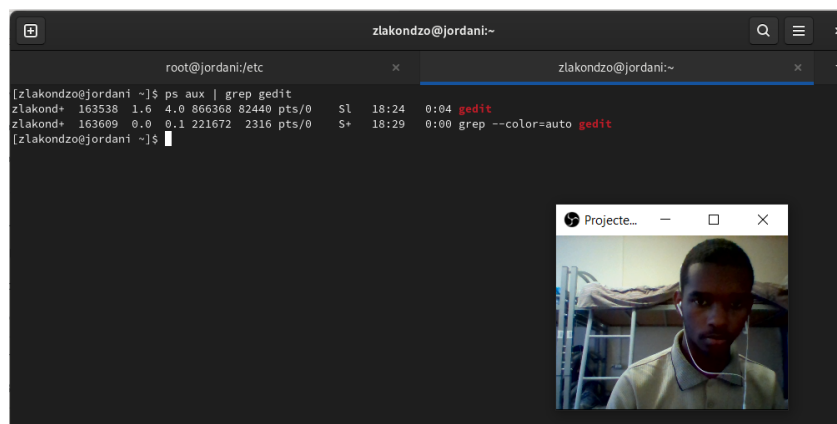 zlakondzo@jordani:~
root@jordani:/etc
zlakondzo@jordani:~
[zlakondzo@jordani ~]$ ps aux | grep gedit
zlakond+  163538  1.6  4.0 866368 82440 pts/0    Sl   18:24   0:04 gedit
zlakond+  163609  0.0  0.1 221672  2316 pts/0    S+   18:29   0:00 grep --color=auto gedit
[zlakondzo@jordani ~]$
Projecte...